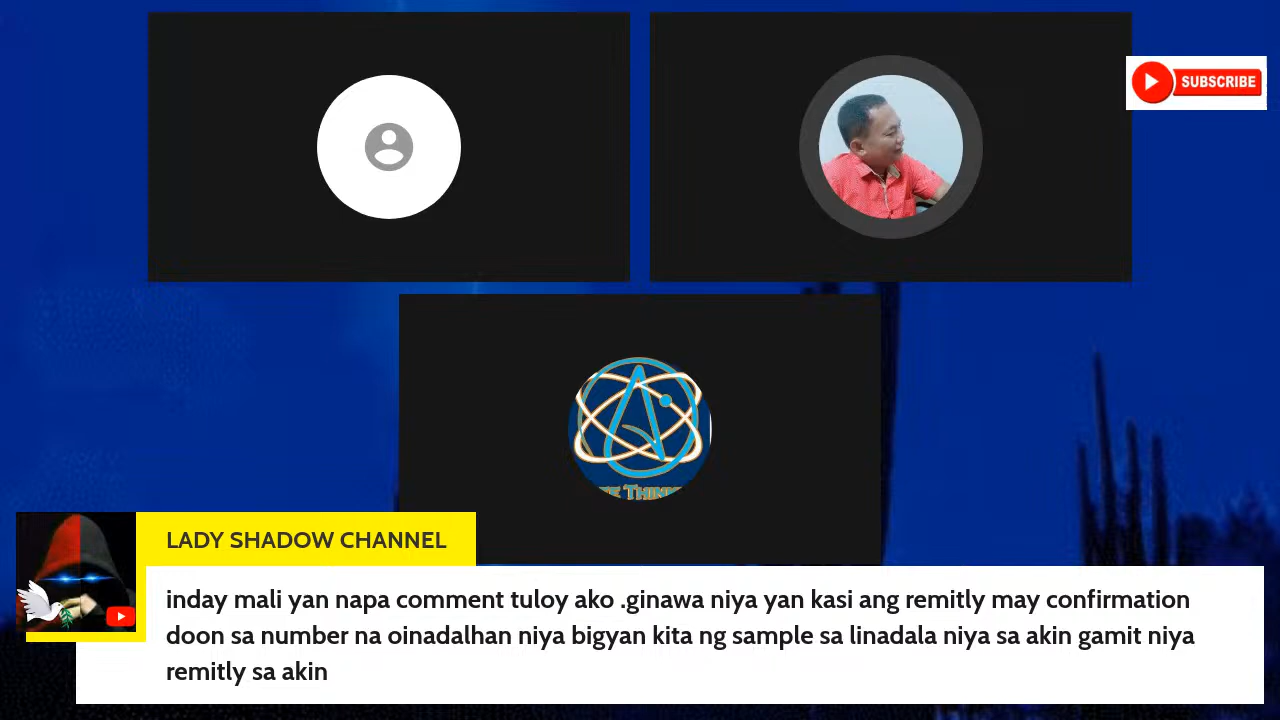 SUBSCRIBE
THINK
LADY SHADOW CHANNEL
inday mali yan napa comment tuloy ako .ginawa niya yan kasi ang remitly may confirmation
doon sa number na oinadalhan niya bigyan kita ng sample sa linadala niya sa akin gamit niya
remitly sa akin